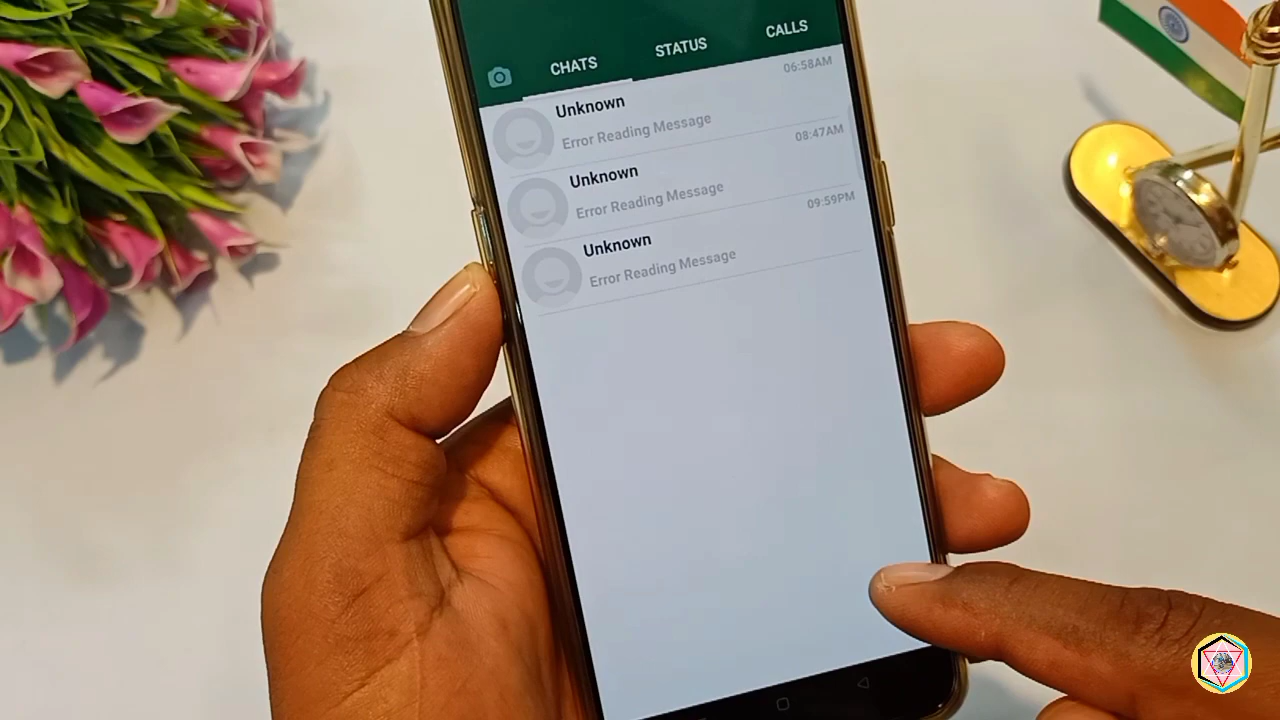 CHATS STATUS CALLS
06:58AM
Unknown
Error Reading Message
08:47AM
Unknown
Error Reading Message
09:59PM
Unknown
Error Reading Message